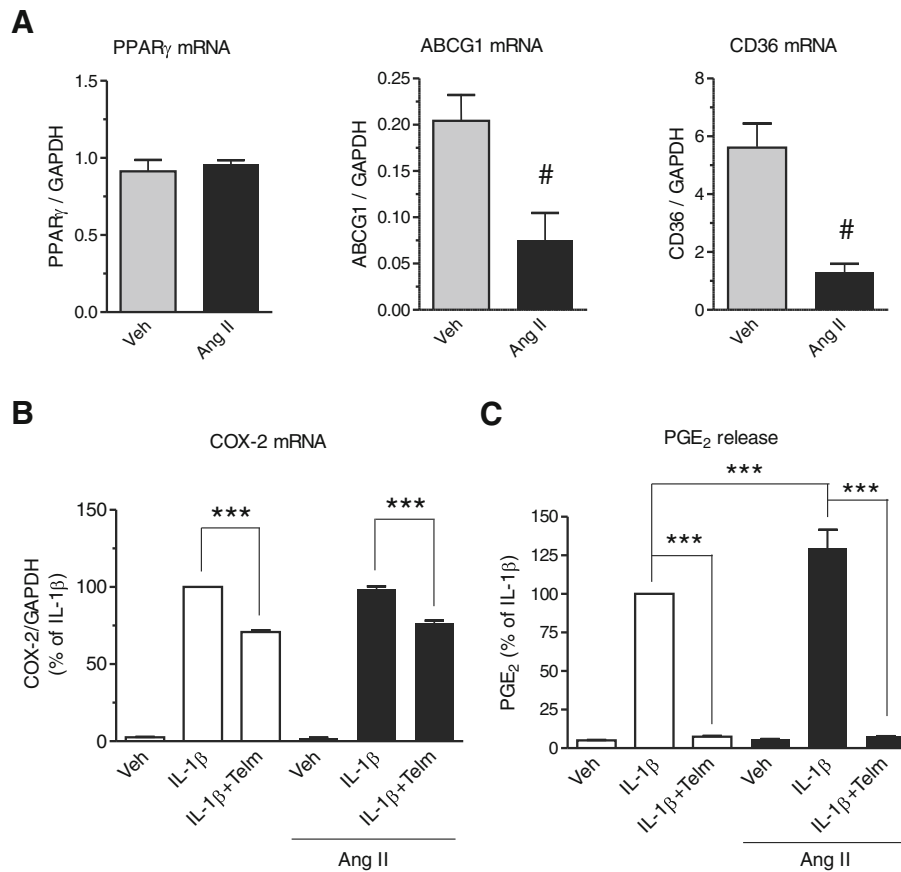 A
PPARγ mRNA
PPARγ / GAPDH
1.5
1.0
0.5
0.0
Veh
Ang II
ABCG1 mRNA
ABCG1 / GAPDH
0.25
0.20
0.15
0.10
0.05
0.00
#
Veh
Ang II
CD36 mRNA
CD36 / GAPDH
8
6
4
2
0
#
Veh
Ang II
B
COX-2 mRNA
COX-2/GAPDH
(% of IL-1β)
150
100
50
0
***
***
Veh
IL-1β
IL-1β+Telm
Veh
IL-1β
IL-1β+Telm
Ang II
C
PGE₂ release
PGE₂ (% of IL-1β)
150
125
100
75
50
25
0
***
***
***
Veh
IL-1β
IL-1β+Telm
Veh
IL-1β
IL-1β+Telm
Ang II